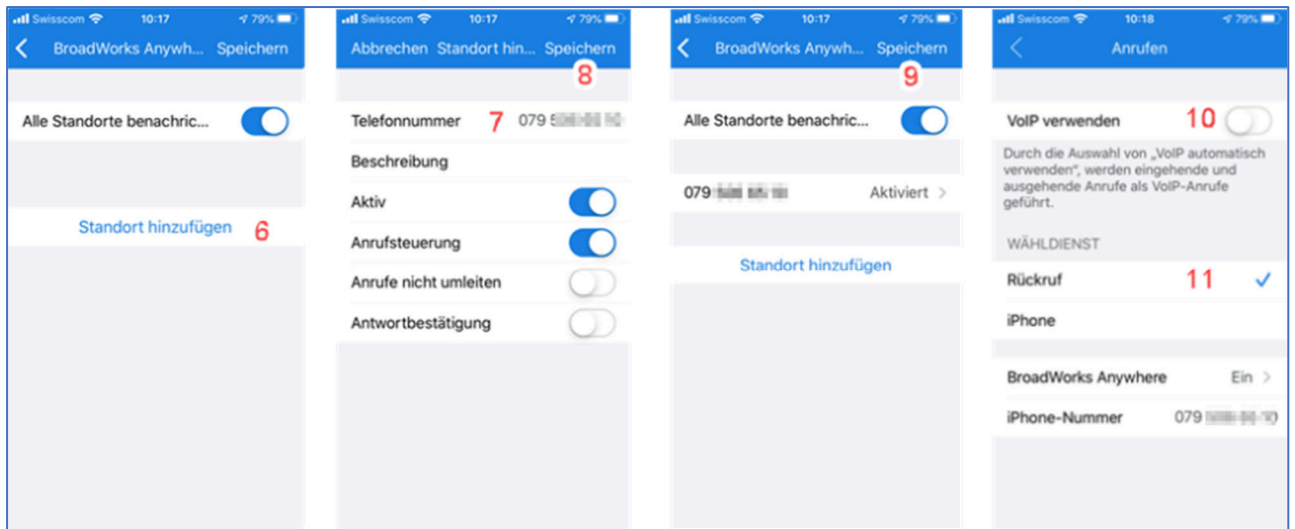 Swisscom 10:17 79%
BroadWorks Anywh... Speichern
Alle Standorte benachric...
Standort hinzufügen 6
Swisscom 10:17 79%
Abbrechen Standort hin... Speichern
8
Telefonnummer 7 079
Beschreibung
Aktiv
Anrufsteuerung
Anrufe nicht umleiten
Antwortbestätigung
Swisscom 10:17 79%
BroadWorks Anywh... Speichern
9
Alle Standorte benachric...
079 Aktiviert >
Standort hinzufügen
Swisscom 10:18 79%
Anrufen
VoIP verwenden 10
Durch die Auswahl von „VoIP automatisch
verwenden", werden eingehende und
ausgehende Anrufe als VoIP-Anrufe
geführt.
WÄHLDIENST
Rückruf 11
iPhone
BroadWorks Anywhere Ein >
iPhone-Nummer 079